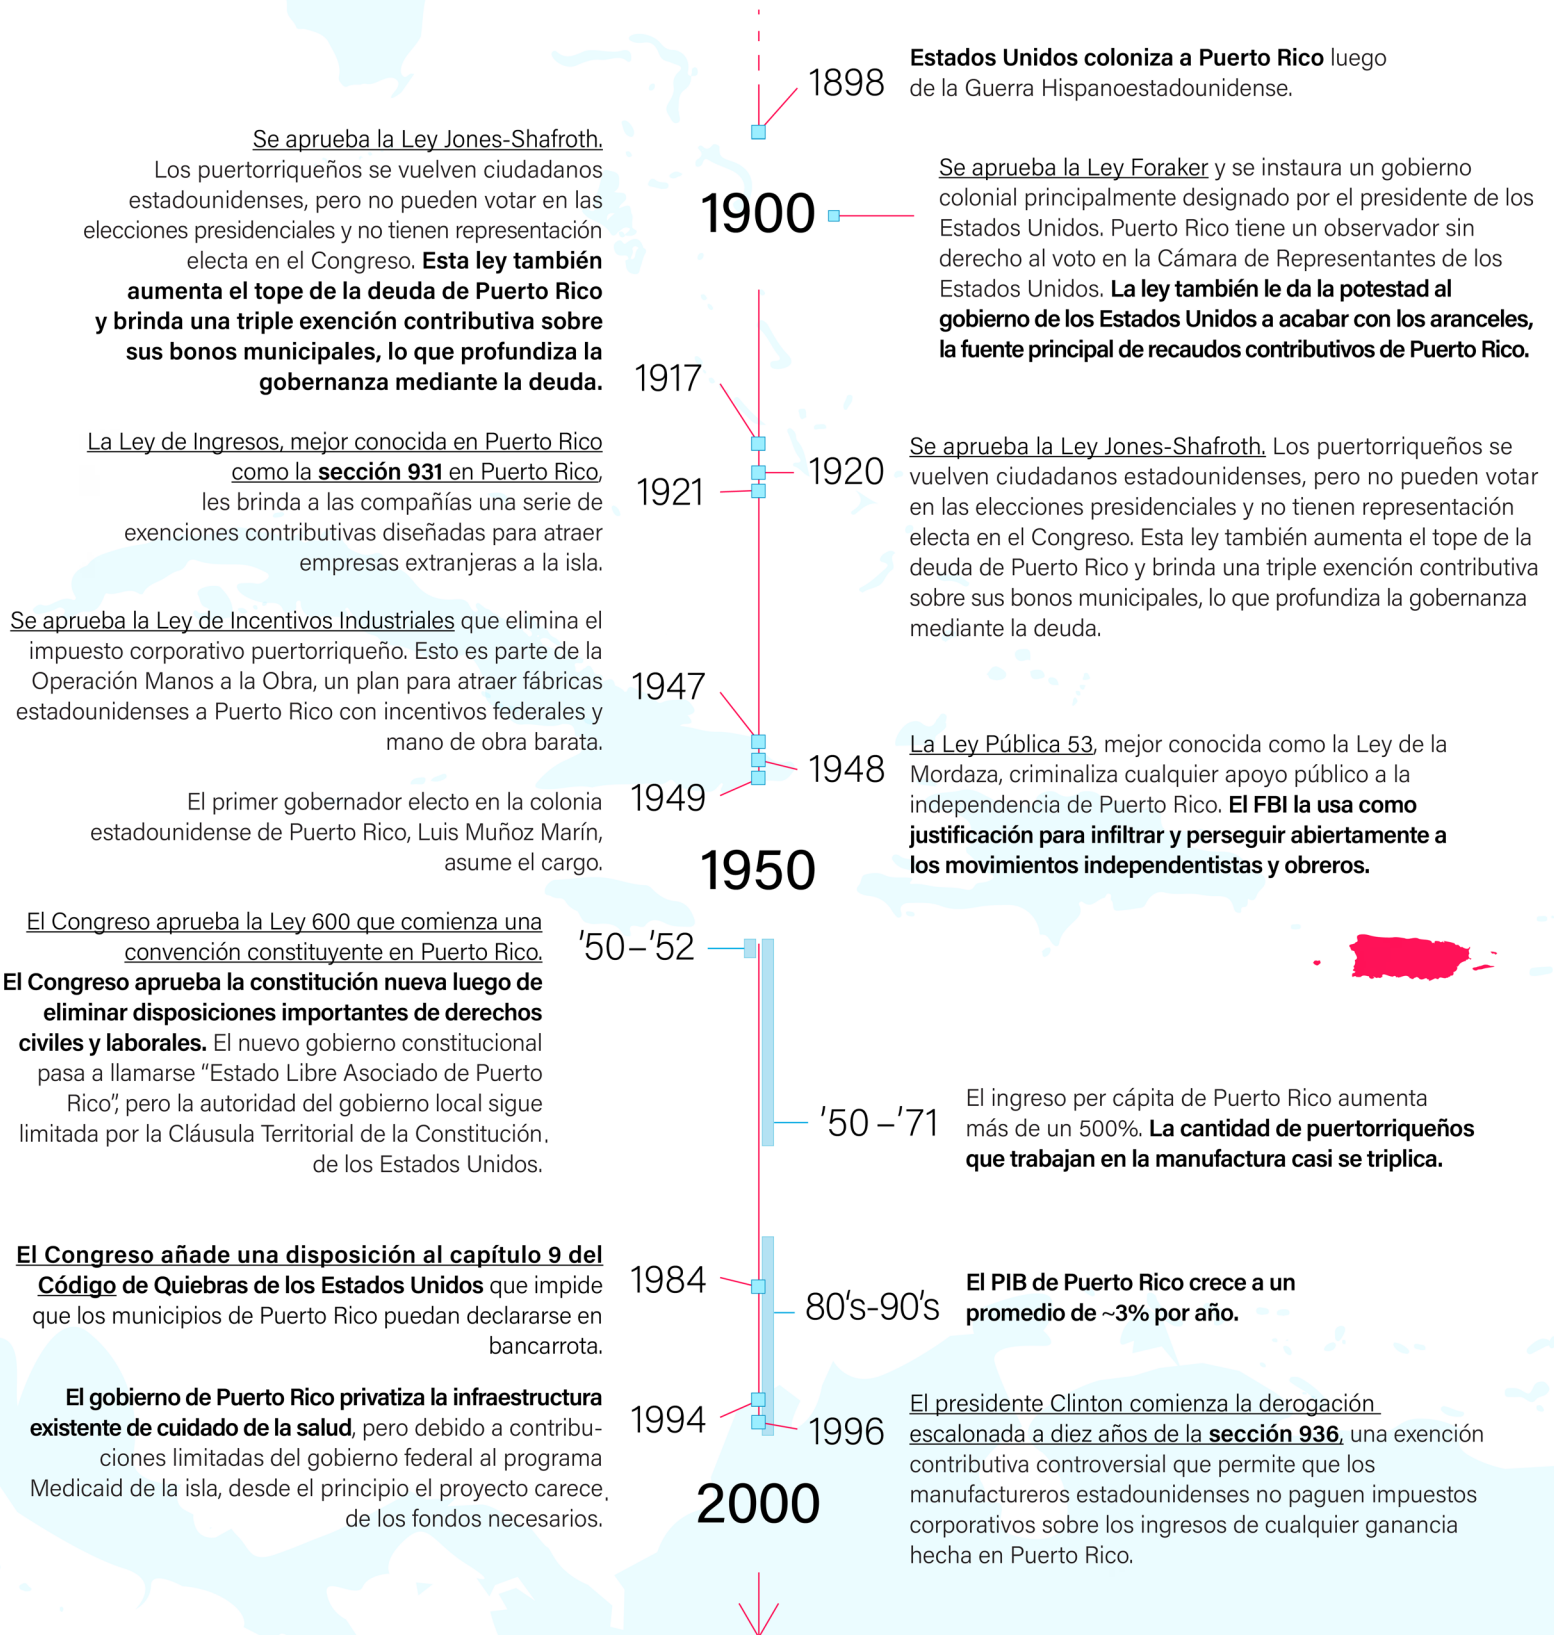 1898
Estados Unidos coloniza a Puerto Rico luego
de la Guerra Hispanoestadounidense.
1900
Se aprueba la Ley Foraker y se instaura un gobierno
colonial principalmente designado por el presidente de los
Estados Unidos. Puerto Rico tiene un observador sin
derecho al voto en la Cámara de Representantes de los
Estados Unidos. La ley también le da la potestad al
gobierno de los Estados Unidos a acabar con los aranceles,
la fuente principal de recaudos contributivos de Puerto Rico.
Se aprueba la Ley Jones-Shafroth.
Los puertorriqueños se vuelven ciudadanos
estadounidenses, pero no pueden votar en las
elecciones presidenciales y no tienen representación
electa en el Congreso. Esta ley también
aumenta el tope de la deuda de Puerto Rico
y brinda una triple exención contributiva sobre
sus bonos municipales, lo que profundiza la
gobernanza mediante la deuda.
1917
1920
Se aprueba la Ley Jones-Shafroth. Los puertorriqueños se
vuelven ciudadanos estadounidenses, pero no pueden votar
en las elecciones presidenciales y no tienen representación
electa en el Congreso. Esta ley también aumenta el tope de la
deuda de Puerto Rico y brinda una triple exención contributiva
sobre sus bonos municipales, lo que profundiza la gobernanza
mediante la deuda.
La Ley de Ingresos, mejor conocida en Puerto Rico
como la sección 931 en Puerto Rico,
les brinda a las compañías una serie de
exenciones contributivas diseñadas para atraer
empresas extranjeras a la isla.
1921
Se aprueba la Ley de Incentivos Industriales que elimina el
impuesto corporativo puertorriqueño. Esto es parte de la
Operación Manos a la Obra, un plan para atraer fábricas
estadounidenses a Puerto Rico con incentivos federales y
mano de obra barata.
1947
1948
La Ley Pública 53, mejor conocida como la Ley de la
Mordaza, criminaliza cualquier apoyo público a la
independencia de Puerto Rico. El FBI la usa como
justificación para infiltrar y perseguir abiertamente a
los movimientos independentistas y obreros.
1949
El primer gobernador electo en la colonia
estadounidense de Puerto Rico, Luis Muñoz Marín,
asume el cargo.
1950
El Congreso aprueba la Ley 600 que comienza una
convención constituyente en Puerto Rico.
El Congreso aprueba la constitución nueva luego de
eliminar disposiciones importantes de derechos
civiles y laborales. El nuevo gobierno constitucional
pasa a llamarse “Estado Libre Asociado de Puerto
Rico”, pero la autoridad del gobierno local sigue
limitada por la Cláusula Territorial de la Constitución.
de los Estados Unidos.
’50–’52
’50 –’71
El ingreso per cápita de Puerto Rico aumenta
más de un 500%. La cantidad de puertorriqueños
que trabajan en la manufactura casi se triplica.
El Congreso añade una disposición al capítulo 9 del
Código de Quiebras de los Estados Unidos que impide
que los municipios de Puerto Rico puedan declararse en
bancarrota.
1984
80’s-90’s
El PIB de Puerto Rico crece a un
promedio de ~3% por año.
El gobierno de Puerto Rico privatiza la infraestructura
existente de cuidado de la salud, pero debido a contribu-
ciones limitadas del gobierno federal al programa
Medicaid de la isla, desde el principio el proyecto carece.
de los fondos necesarios.
1994
1996
El presidente Clinton comienza la derogación
escalonada a diez años de la sección 936, una exención
contributiva controversial que permite que los
manufactureros estadounidenses no paguen impuestos
corporativos sobre los ingresos de cualquier ganancia
hecha en Puerto Rico.
2000